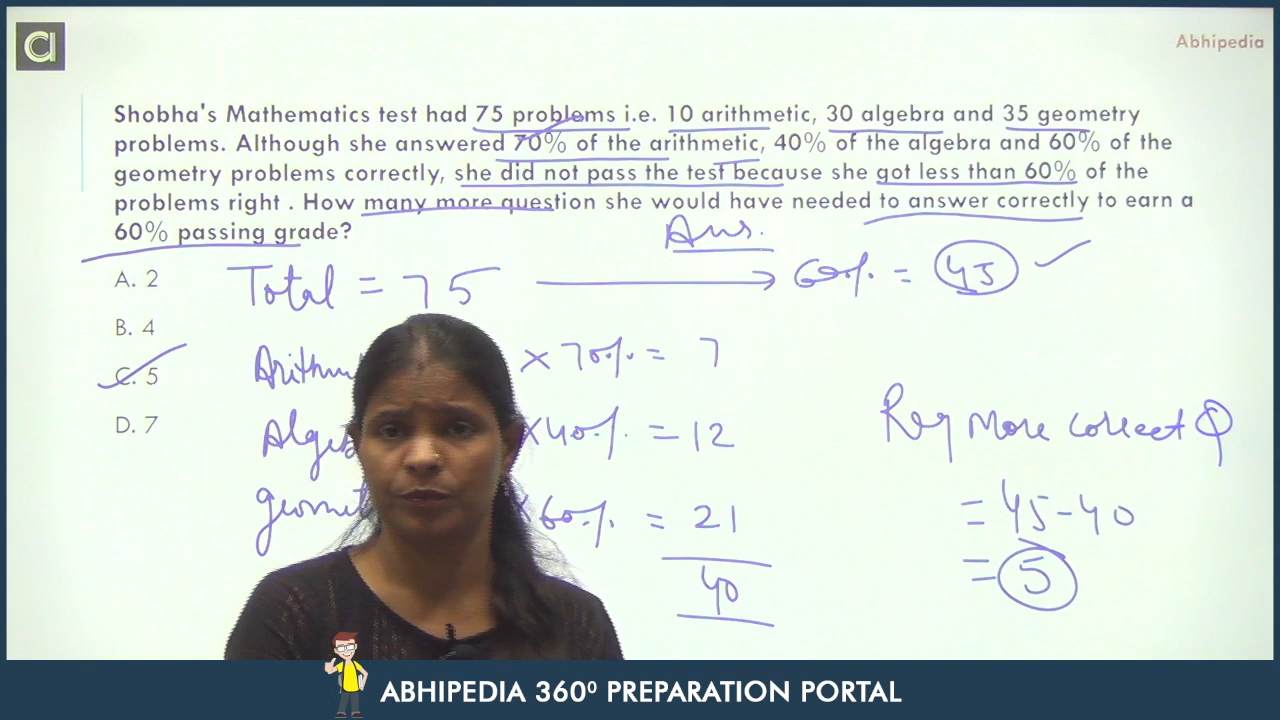 Abhipedia
Shobha's Mathematics test had 75 problems i.e. 10 arithmetic, 30 algebra and 35 geometry
problems. Although she answered 70% of the arithmetic, 40% of the algebra and 60% of the
geometry problems correctly, she did not pass the test because she got less than 60% of the
problems right . How many more question she would have needed to answer correctly to earn a
60% passing grade?
Ans.
A. 2
Total = 75 → 60% = 45 ✓
B. 4
Arithm × 70% = 7
C. 5
D. 7
Algeb × 40% = 12
Req More correct Q
geomet × 60% = 21
= 45 - 40
40
= 5
ABHIPEDIA 360⁰ PREPARATION PORTAL